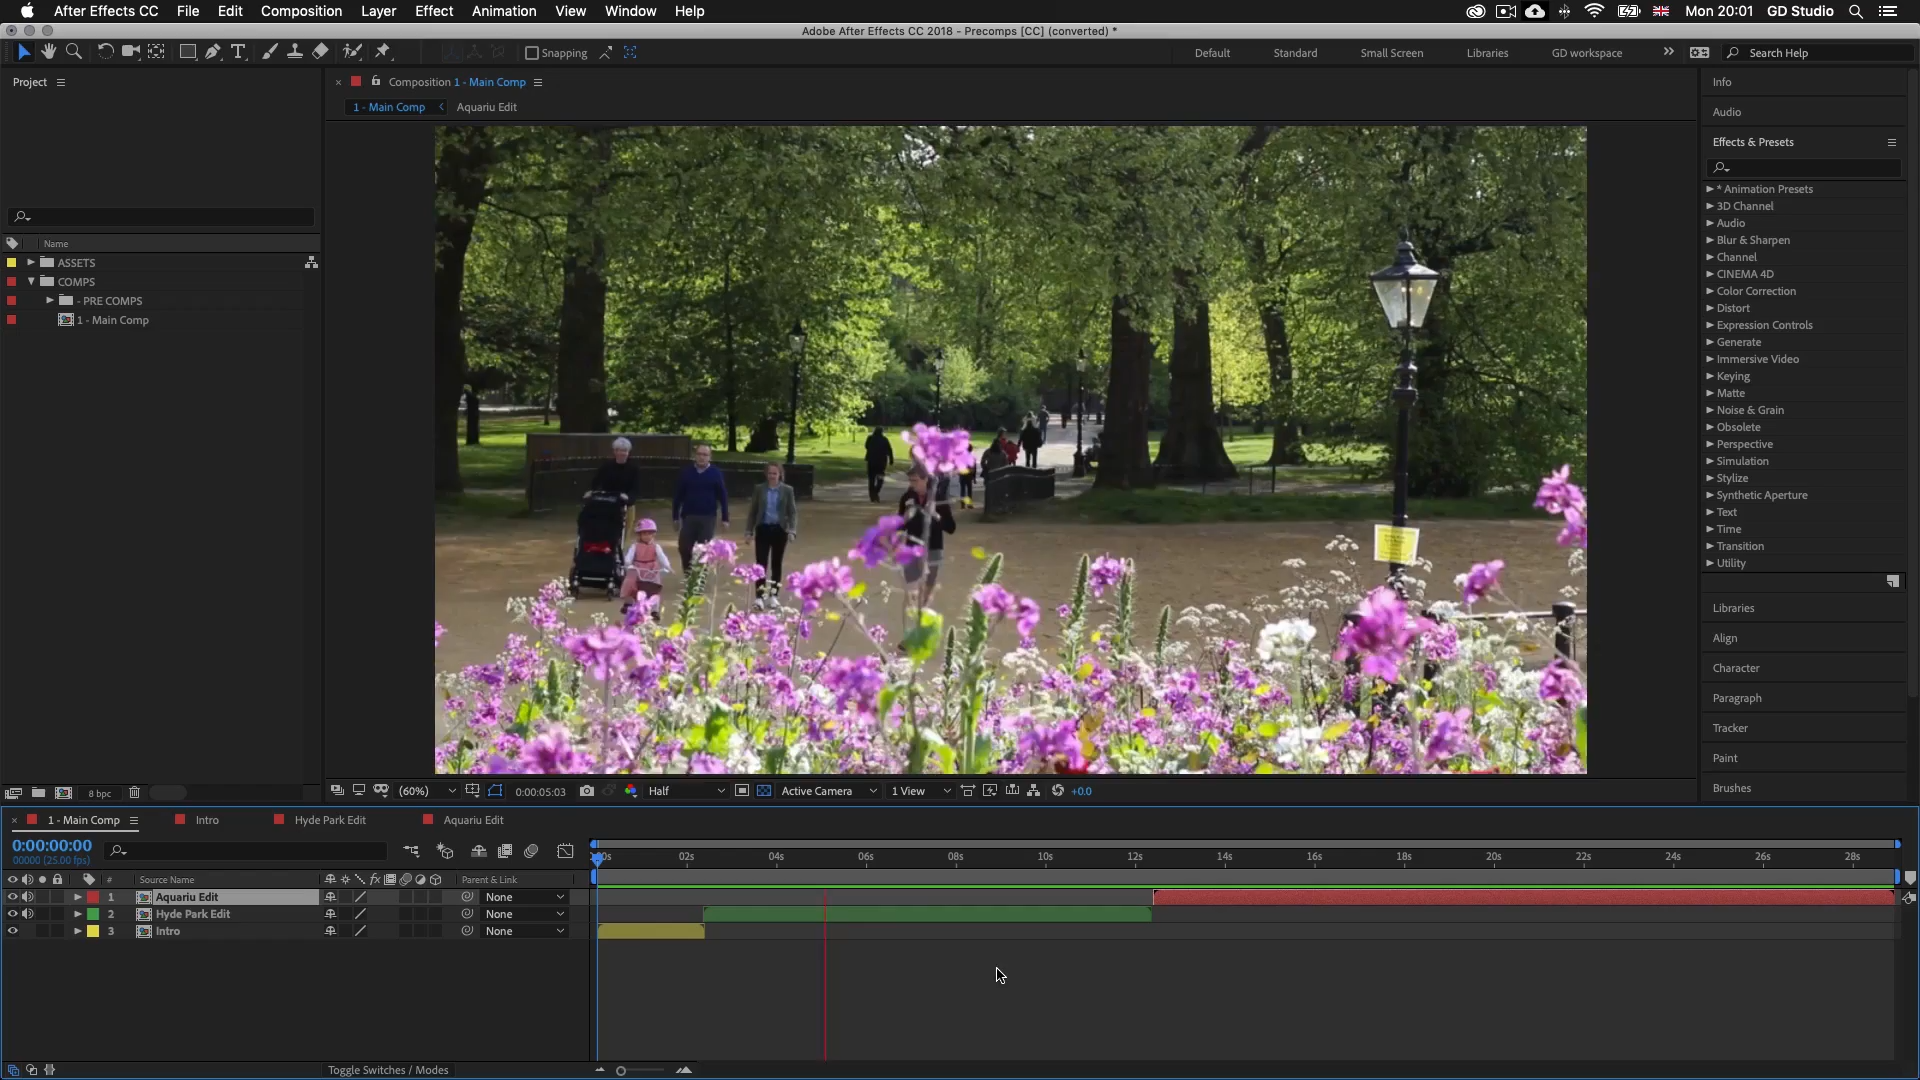 After Effects CC File Edit Composition Layer Effect Animation View Window Help Mon 20:01 GD Studio
Adobe After Effects CC 2018 - Precomps [CC] (converted) *
Snapping Default Standard Small Screen Libraries GD workspace Search Help
Project
Composition 1 - Main Comp
1 - Main Comp Aquariu Edit
Name
ASSETS
COMPS
- PRE COMPS
1 - Main Comp
8 bpc
(60%) 0:00:05:03 Half Active Camera 1 View +0.0
Info
Audio
Effects & Presets
* Animation Presets
3D Channel
Audio
Blur & Sharpen
Channel
CINEMA 4D
Color Correction
Distort
Expression Controls
Generate
Immersive Video
Keying
Matte
Noise & Grain
Obsolete
Perspective
Simulation
Stylize
Synthetic Aperture
Text
Time
Transition
Utility
Libraries
Align
Character
Paragraph
Tracker
Paint
Brushes
1 - Main Comp Intro Hyde Park Edit Aquariu Edit
0:00:00:00
00000 (25.00 fps)
02s 04s 06s 08s 10s 12s 14s 16s 18s 20s 22s 24s 26s 28s
# Source Name fx Parent & Link
1 Aquariu Edit None
2 Hyde Park Edit None
3 Intro None
Toggle Switches / Modes